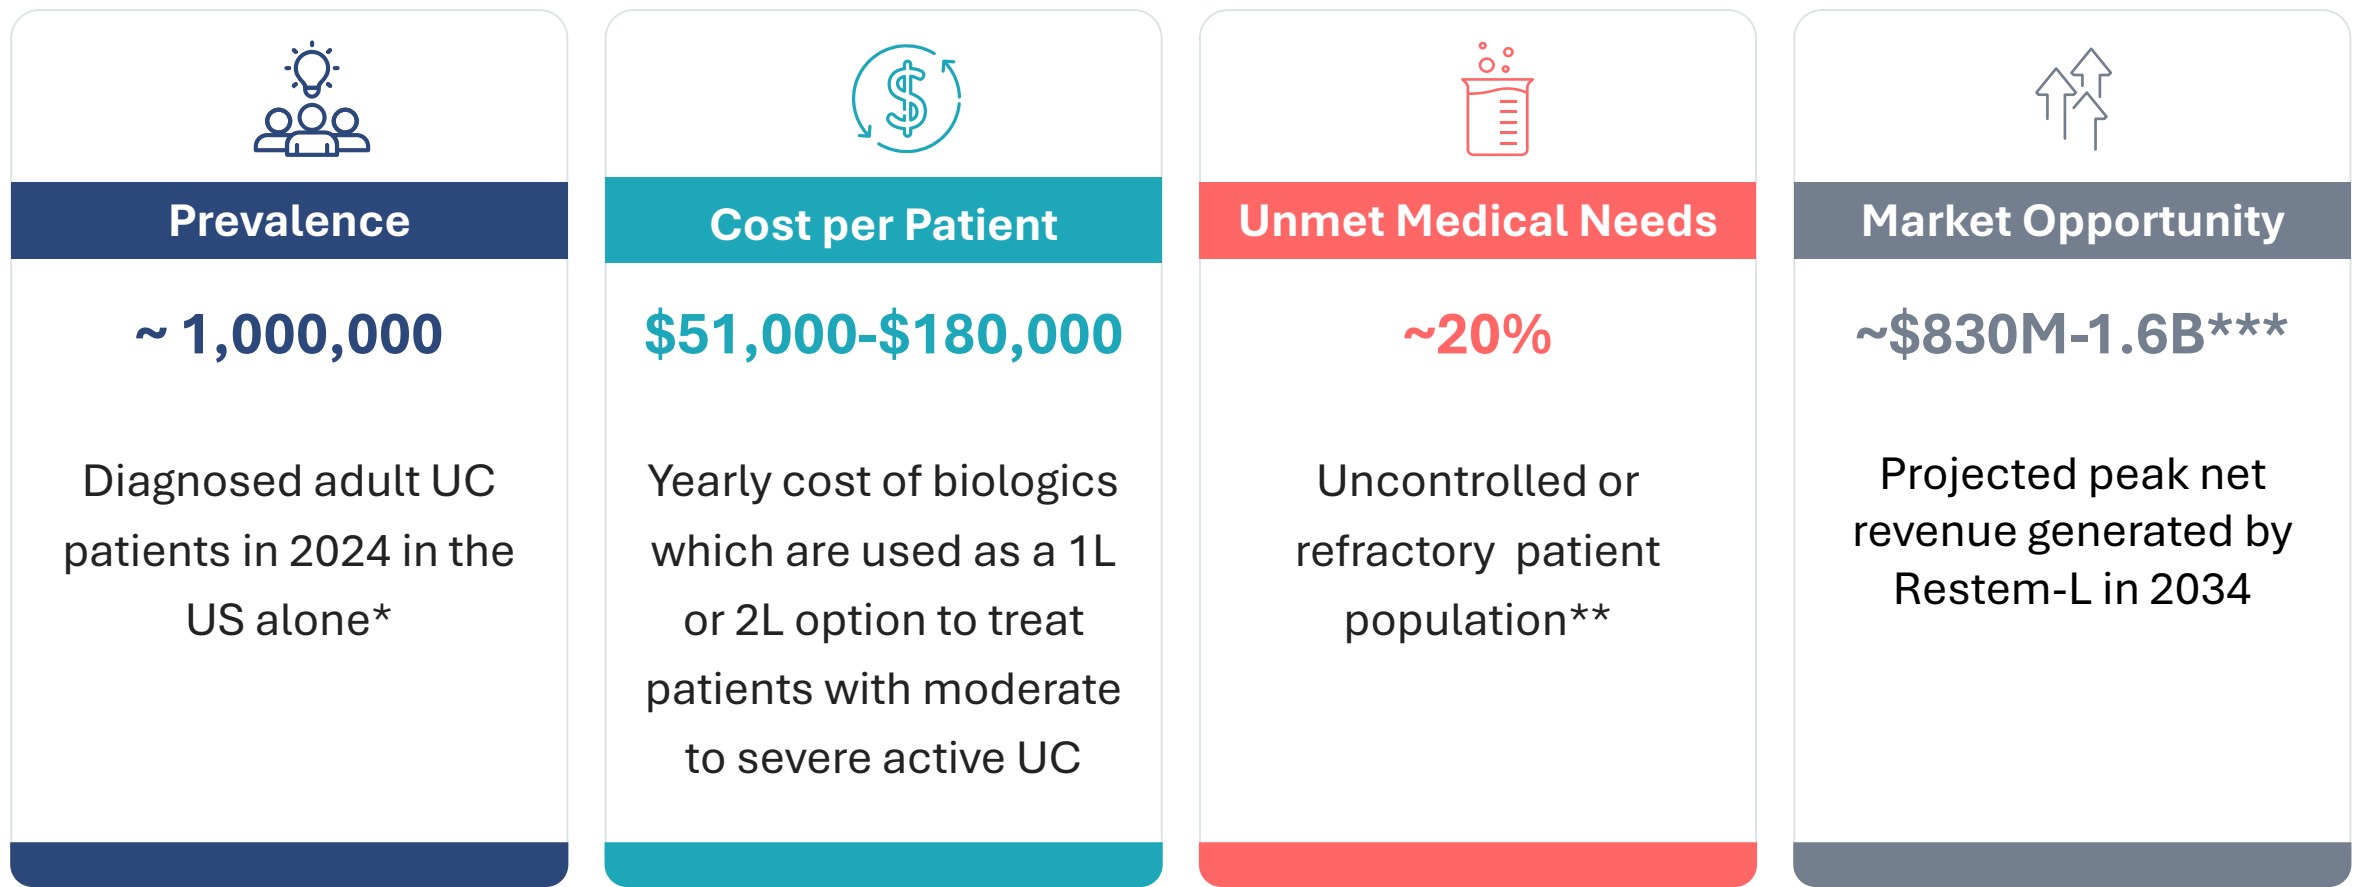 Prevalence
~ 1,000,000
Diagnosed adult UC
patients in 2024 in the
US alone*
Cost per Patient
$51,000-$180,000
Yearly cost of biologics
which are used as a 1L
or 2L option to treat
patients with moderate
to severe active UC
Unmet Medical Needs
~20%
Uncontrolled or
refractory  patient
population**
Market Opportunity
~$830M-1.6B***
Projected peak net
revenue generated by
Restem-L in 2034